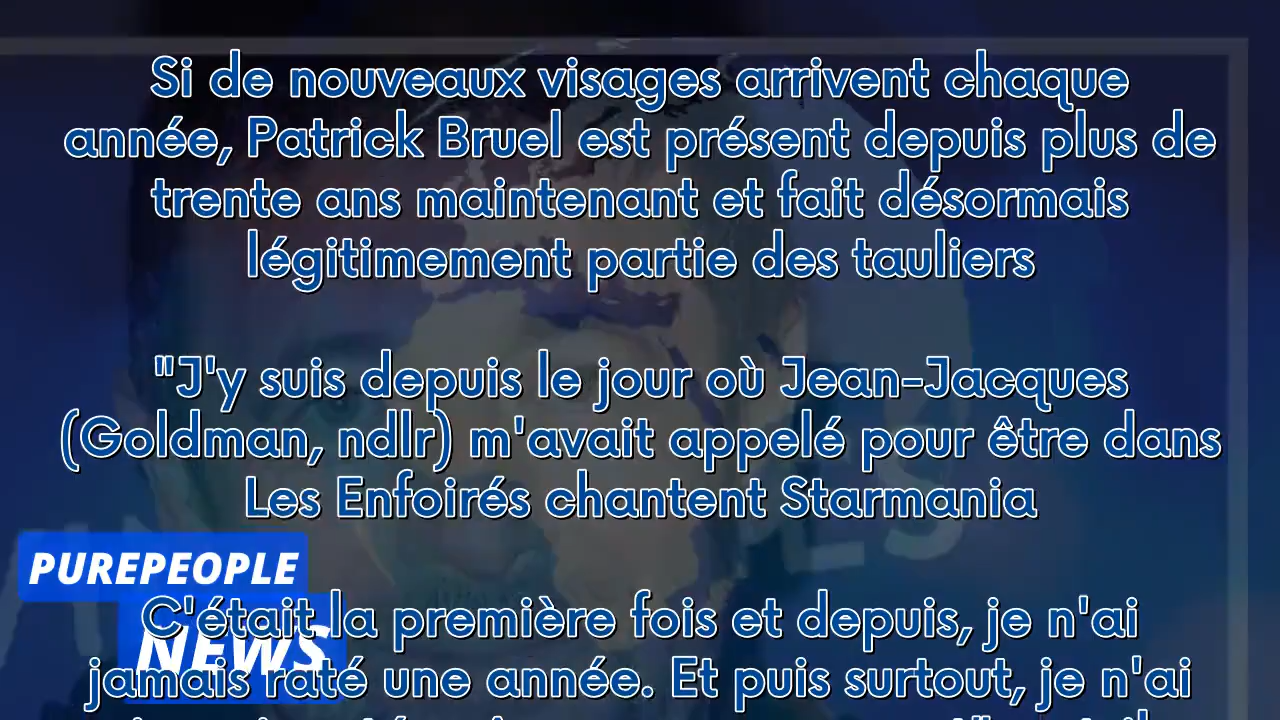 Si de nouveaux visages arrivent chaque
année, Patrick Bruel est présent depuis plus de
trente ans maintenant et fait désormais
légitimement partie des tauliers
"J'y suis depuis le jour où Jean-Jacques
(Goldman, ndlr) m'avait appelé pour être dans
Les Enfoirés chantent Starmania
PUREPEOPLE
NEWS
C'était la première fois et depuis, je n'ai
jamais raté une année. Et puis surtout, je n'ai